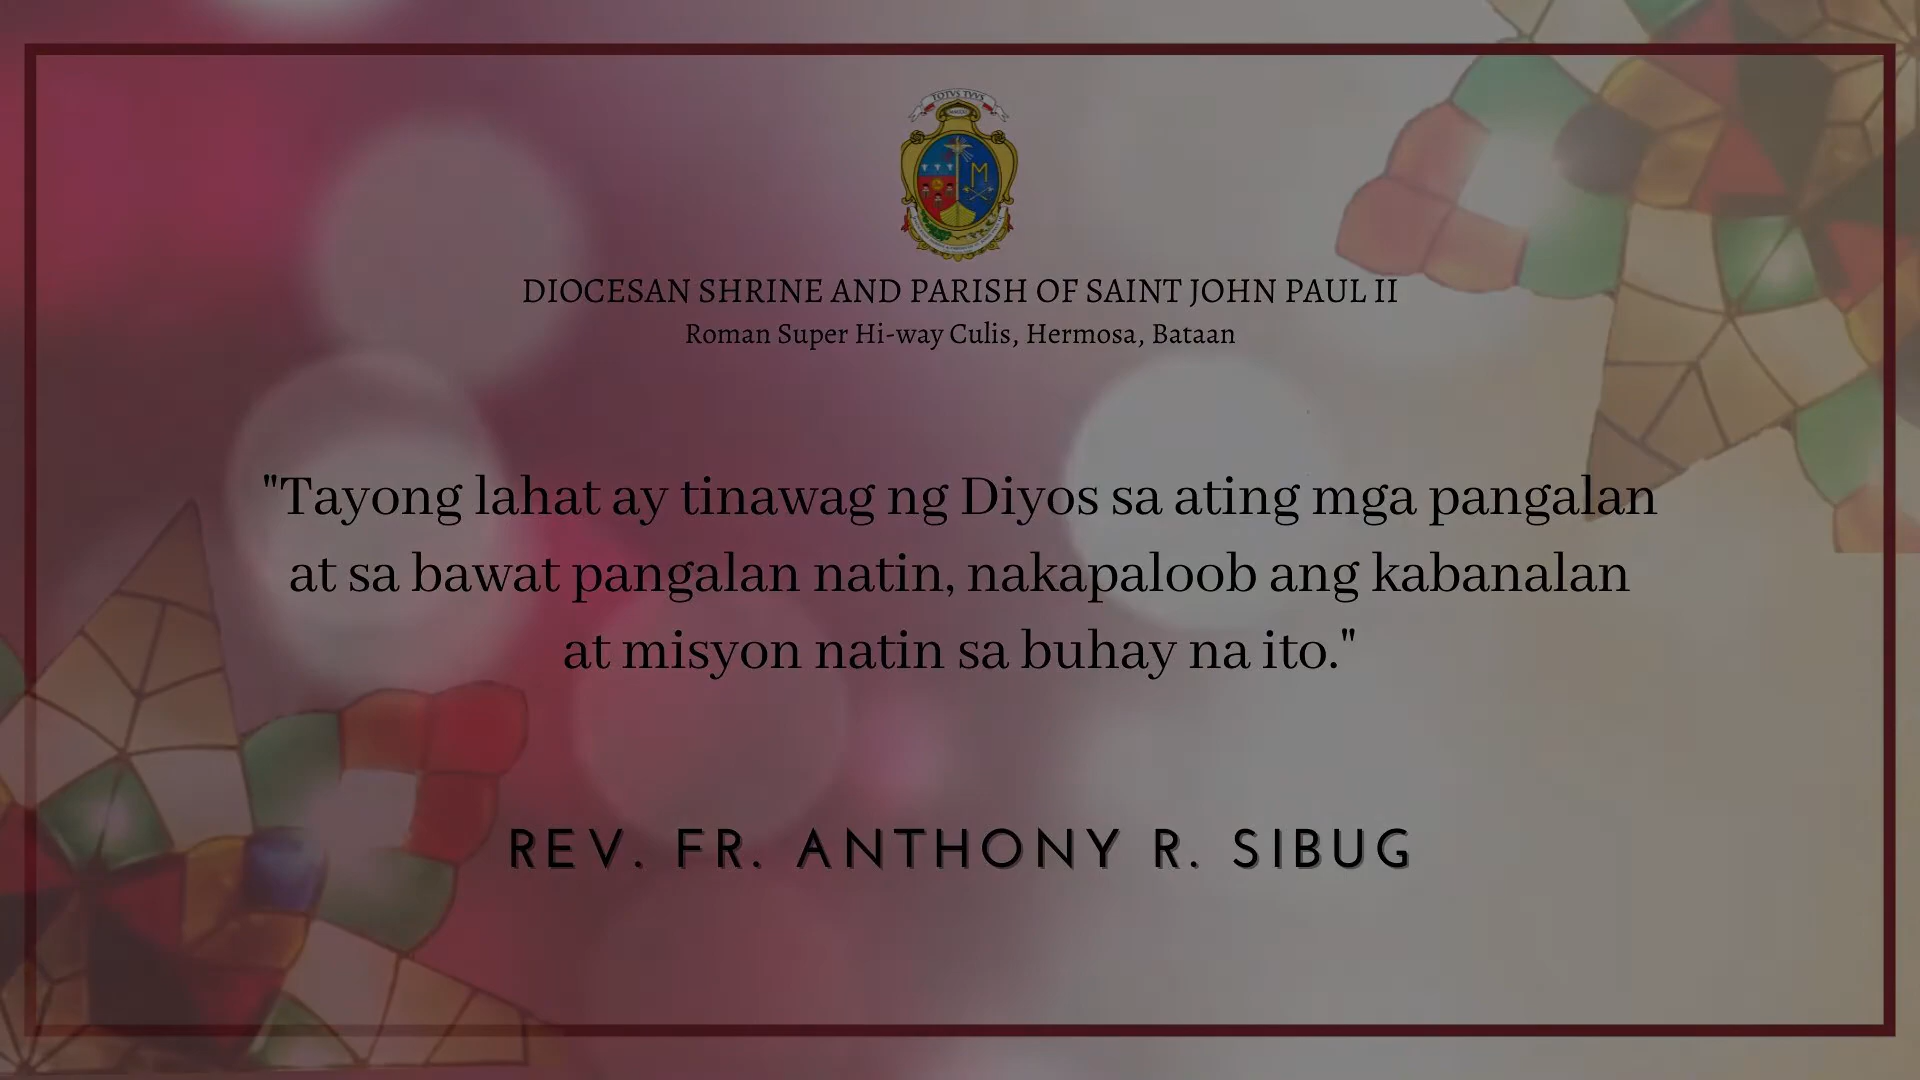 TOTVS TVVS
DIOCESAN SHRINE AND PARISH OF SAINT JOHN PAUL II
Roman Super Hi-way Culis, Hermosa, Bataan
"Tayong lahat ay tinawag ng Diyos sa ating mga pangalan
at sa bawat pangalan natin, nakapaloob ang kabanalan
at misyon natin sa buhay na ito."
REV. FR. ANTHONY R. SIBUG